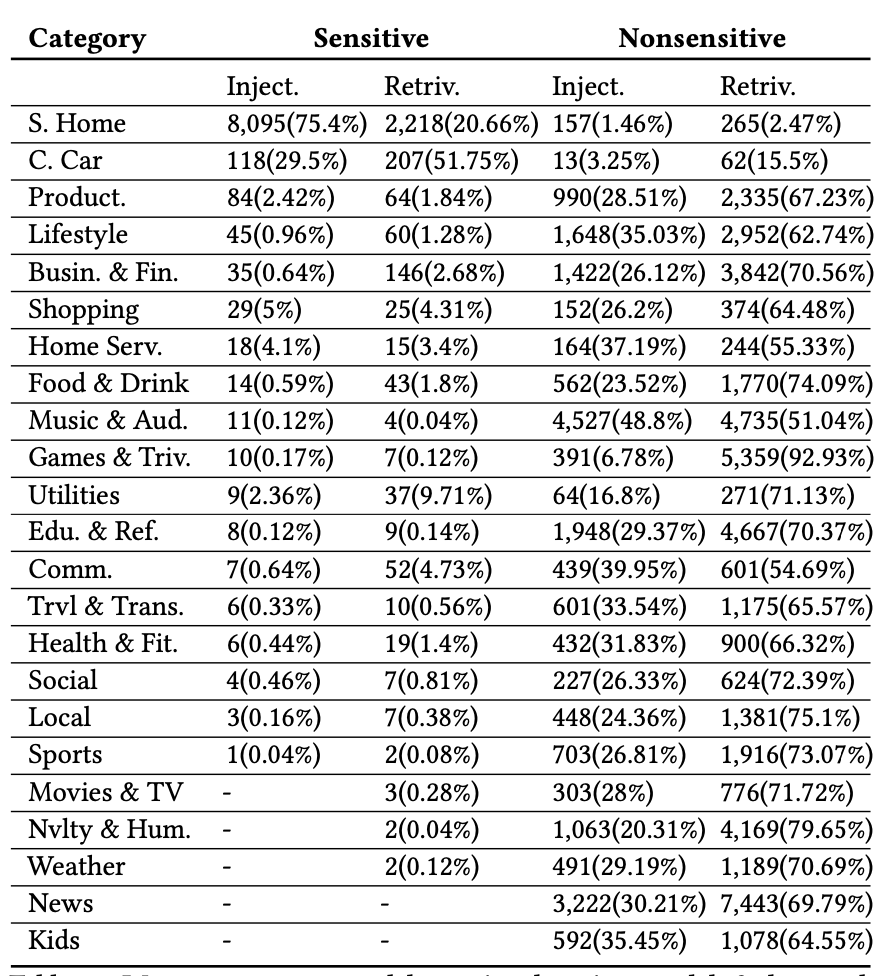 Category Sensitive Nonsensitive
Inject. Retriv. Inject. Retriv.
S. Home 8,095(75.4%) 2,218(20.66%) 157(1.46%) 265(2.47%)
C. Car 118(29.5%) 207(51.75%) 13(3.25%) 62(15.5%)
Product. 84(2.42%) 64(1.84%) 990(28.51%) 2,335(67.23%)
Lifestyle 45(0.96%) 60(1.28%) 1,648(35.03%) 2,952(62.74%)
Busin. & Fin. 35(0.64%) 146(2.68%) 1,422(26.12%) 3,842(70.56%)
Shopping 29(5%) 25(4.31%) 152(26.2%) 374(64.48%)
Home Serv. 18(4.1%) 15(3.4%) 164(37.19%) 244(55.33%)
Food & Drink 14(0.59%) 43(1.8%) 562(23.52%) 1,770(74.09%)
Music & Aud. 11(0.12%) 4(0.04%) 4,527(48.8%) 4,735(51.04%)
Games & Triv. 10(0.17%) 7(0.12%) 391(6.78%) 5,359(92.93%)
Utilities 9(2.36%) 37(9.71%) 64(16.8%) 271(71.13%)
Edu. & Ref. 8(0.12%) 9(0.14%) 1,948(29.37%) 4,667(70.37%)
Comm. 7(0.64%) 52(4.73%) 439(39.95%) 601(54.69%)
Trvl & Trans. 6(0.33%) 10(0.56%) 601(33.54%) 1,175(65.57%)
Health & Fit. 6(0.44%) 19(1.4%) 432(31.83%) 900(66.32%)
Social 4(0.46%) 7(0.81%) 227(26.33%) 624(72.39%)
Local 3(0.16%) 7(0.38%) 448(24.36%) 1,381(75.1%)
Sports 1(0.04%) 2(0.08%) 703(26.81%) 1,916(73.07%)
Movies & TV - 3(0.28%) 303(28%) 776(71.72%)
Nvlty & Hum. - 2(0.04%) 1,063(20.31%) 4,169(79.65%)
Weather - 2(0.12%) 491(29.19%) 1,189(70.69%)
News - - 3,222(30.21%) 7,443(69.79%)
Kids - - 592(35.45%) 1,078(64.55%)